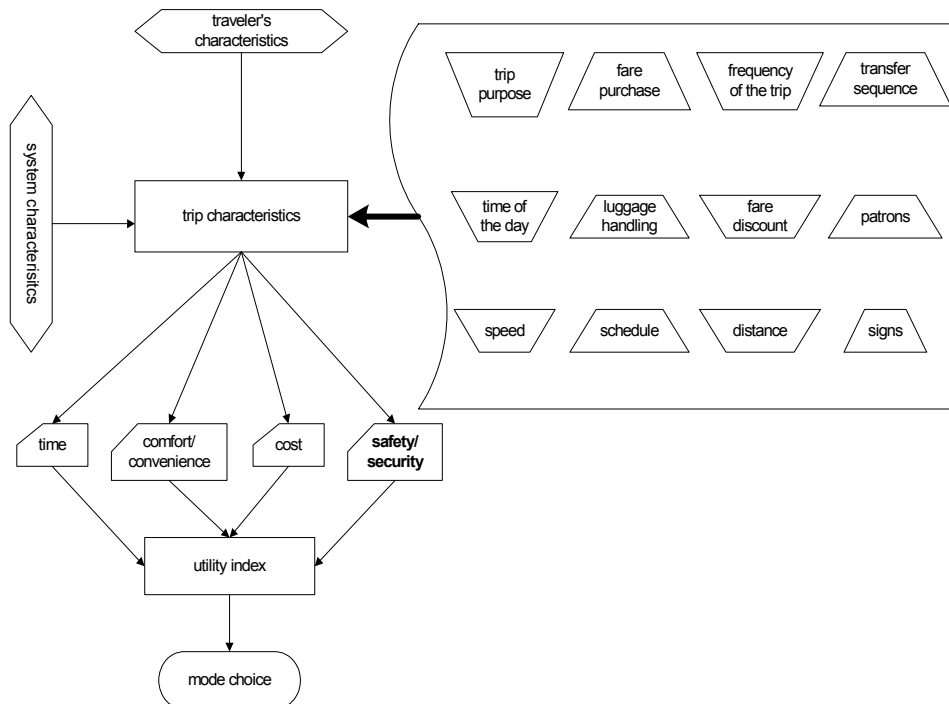 traveler's
characteristics
trip
purpose
fare
purchase
frequency
of the trip
transfer
sequence
system characterisitcs
trip characteristics
time of
the day
luggage
handling
fare
discount
patrons
speed
schedule
distance
signs
time
comfort/
convenience
cost
safety/
security
utility index
mode choice